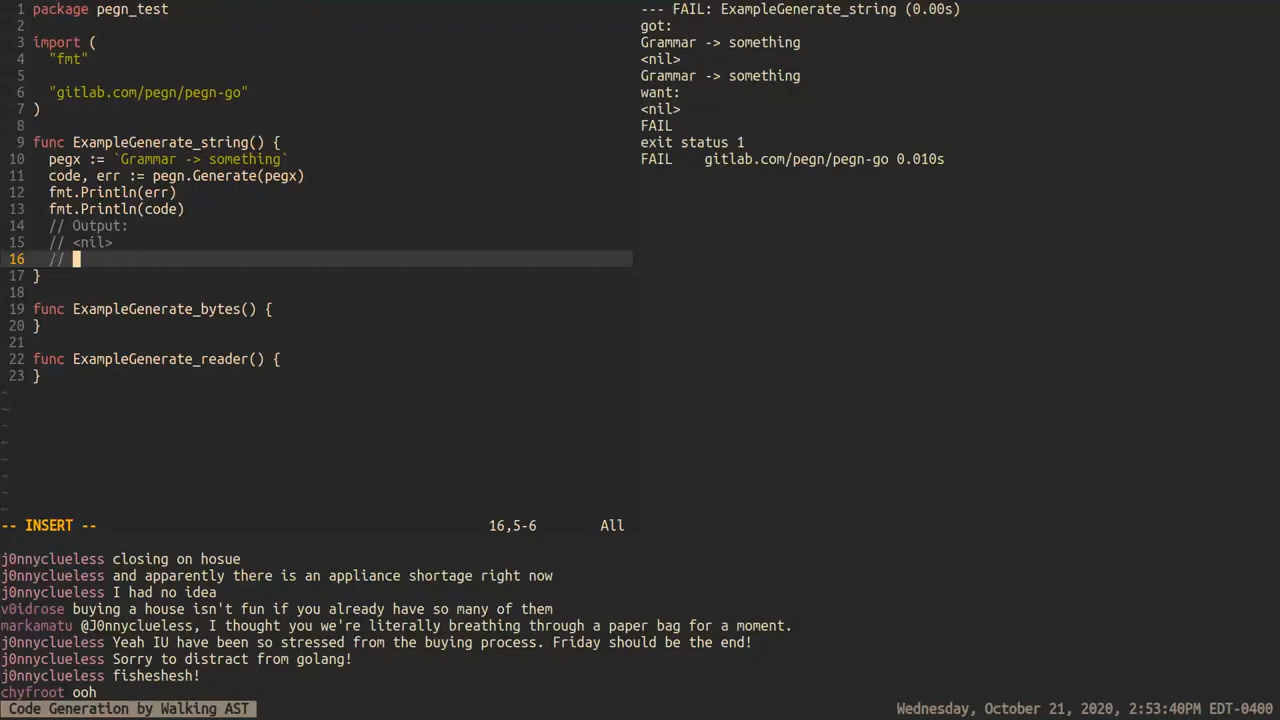 1 package pegn_test
2
3 import (
4   "fmt"
5
6   "gitlab.com/pegn/pegn-go"
7 )
8
9 func ExampleGenerate_string() {
10   pegx := `Grammar -> something`
11   code, err := pegn.Generate(pegx)
12   fmt.Println(err)
13   fmt.Println(code)
14   // Output:
15   // <nil>
16   //
17 }
18
19 func ExampleGenerate_bytes() {
20 }
21
22 func ExampleGenerate_reader() {
23 }
~
~
~
~
~
~
~
~
-- INSERT -- 16,5-6 All
--- FAIL: ExampleGenerate_string (0.00s)
got:
Grammar -> something
<nil>
Grammar -> something
want:
<nil>
FAIL
exit status 1
FAIL    gitlab.com/pegn/pegn-go 0.010s
j0nnyclueless closing on hosue
j0nnyclueless and apparently there is an appliance shortage right now
j0nnyclueless I had no idea
v0idrose buying a house isn't fun if you already have so many of them
markamatu @J0nnyclueless, I thought you we're literally breathing through a paper bag for a moment.
j0nnyclueless Yeah IU have been so stressed from the buying process. Friday should be the end!
j0nnyclueless Sorry to distract from golang!
j0nnyclueless fisheshesh!
chyfroot ooh
Code Generation by Walking AST
Wednesday, October 21, 2020, 2:53:40PM EDT-0400